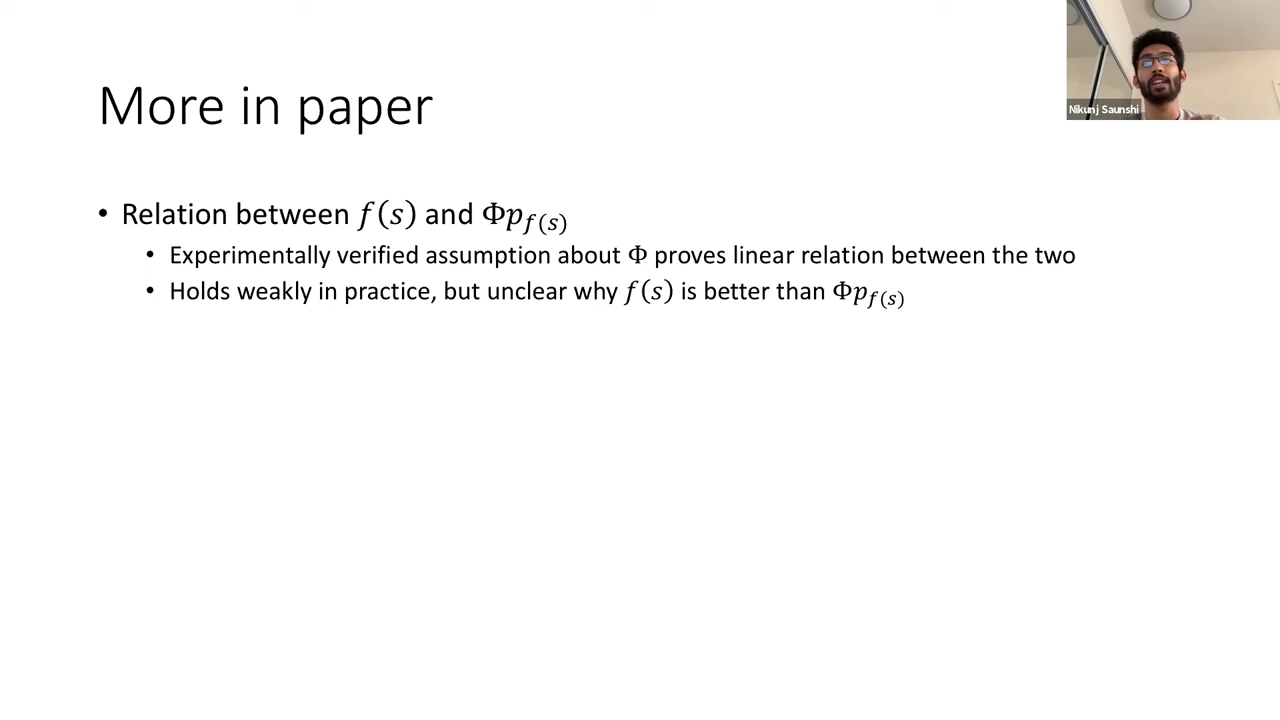 More in paper
Nikunj Saunshi
• Relation between f(s) and Φp_{f(s)}
• Experimentally verified assumption about Φ proves linear relation between the two
• Holds weakly in practice, but unclear why f(s) is better than Φp_{f(s)}